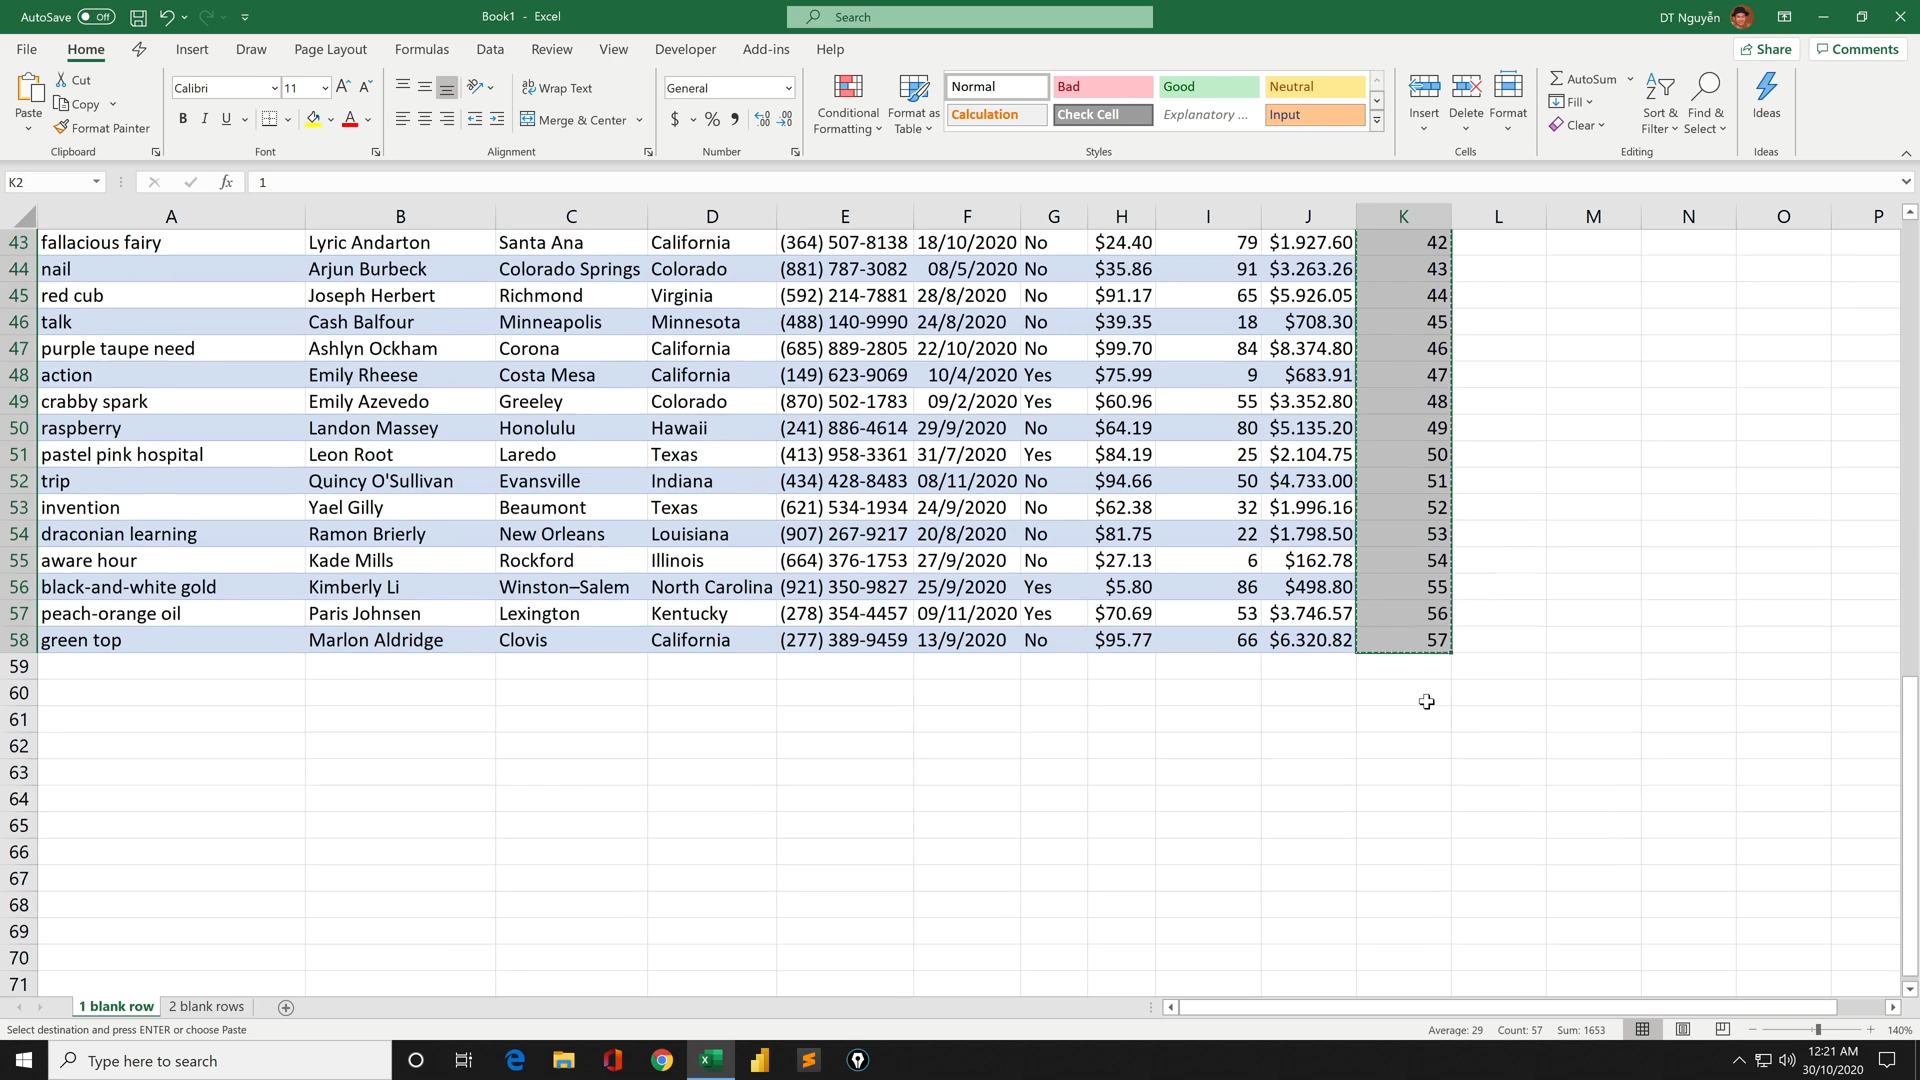 AutoSave Off Book1 - Excel Search DT Nguyễn
File Home Insert Draw Page Layout Formulas Data Review View Developer Add-ins Help Share Comments
Paste Cut Copy Format Painter Clipboard
Calibri 11 B I U A Font
Wrap Text Merge & Center Alignment
General $ % Number
Conditional Formatting Format as Table Normal Bad Good Neutral Calculation Check Cell Explanatory ... Input Styles
Insert Delete Format Cells
AutoSum Fill Clear Sort & Filter Find & Select Editing
Ideas Ideas
K2 fx 1
A B C D E F G H I J K L M N O P
43 fallacious fairy Lyric Andarton Santa Ana California (364) 507-8138 18/10/2020 No $24.40 79 $1.927.60 42
44 nail Arjun Burbeck Colorado Springs Colorado (881) 787-3082 08/5/2020 No $35.86 91 $3.263.26 43
45 red cub Joseph Herbert Richmond Virginia (592) 214-7881 28/8/2020 No $91.17 65 $5.926.05 44
46 talk Cash Balfour Minneapolis Minnesota (488) 140-9990 24/8/2020 No $39.35 18 $708.30 45
47 purple taupe need Ashlyn Ockham Corona California (685) 889-2805 22/10/2020 No $99.70 84 $8.374.80 46
48 action Emily Rheese Costa Mesa California (149) 623-9069 10/4/2020 Yes $75.99 9 $683.91 47
49 crabby spark Emily Azevedo Greeley Colorado (870) 502-1783 09/2/2020 Yes $60.96 55 $3.352.80 48
50 raspberry Landon Massey Honolulu Hawaii (241) 886-4614 29/9/2020 No $64.19 80 $5.135.20 49
51 pastel pink hospital Leon Root Laredo Texas (413) 958-3361 31/7/2020 Yes $84.19 25 $2.104.75 50
52 trip Quincy O'Sullivan Evansville Indiana (434) 428-8483 08/11/2020 No $94.66 50 $4.733.00 51
53 invention Yael Gilly Beaumont Texas (621) 534-1934 24/9/2020 No $62.38 32 $1.996.16 52
54 draconian learning Ramon Brierly New Orleans Louisiana (907) 267-9217 20/8/2020 No $81.75 22 $1.798.50 53
55 aware hour Kade Mills Rockford Illinois (664) 376-1753 27/9/2020 No $27.13 6 $162.78 54
56 black-and-white gold Kimberly Li Winston–Salem North Carolina (921) 350-9827 25/9/2020 Yes $5.80 86 $498.80 55
57 peach-orange oil Paris Johnsen Lexington Kentucky (278) 354-4457 09/11/2020 Yes $70.69 53 $3.746.57 56
58 green top Marlon Aldridge Clovis California (277) 389-9459 13/9/2020 No $95.77 66 $6.320.82 57
59
60
61
62
63
64
65
66
67
68
69
70
71
1 blank row 2 blank rows
Select destination and press ENTER or choose Paste Average: 29 Count: 57 Sum: 1653 140%
Type here to search 12:21 AM
30/10/2020